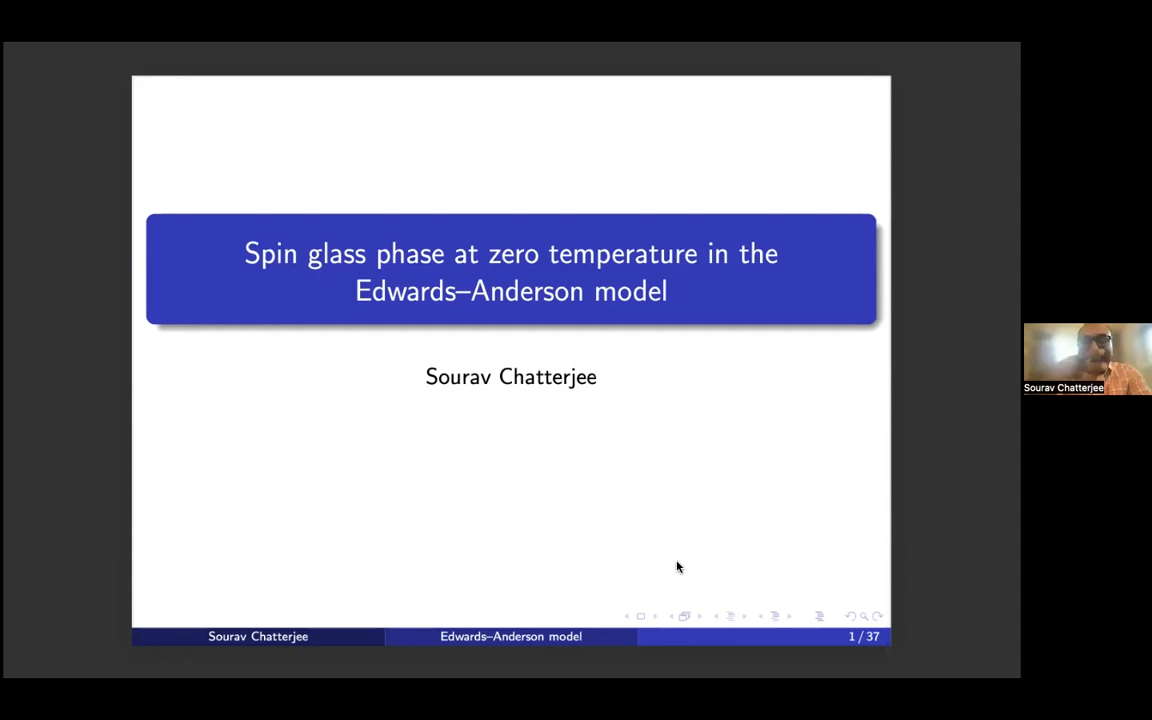 Spin glass phase at zero temperature in the
Edwards–Anderson model
Sourav Chatterjee
Sourav Chatterjee
Sourav Chatterjee
Edwards–Anderson model
1 / 37